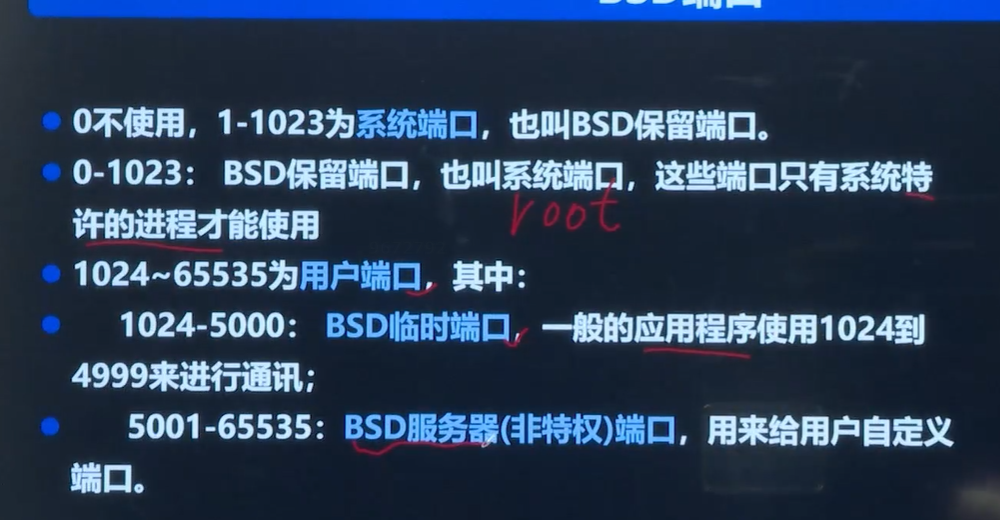 BSD端口
0不使用，1-1023为系统端口，也叫BSD保留端口。
0-1023： BSD保留端口，也叫系统端口，这些端口只有系统特
root
许的进程才能使用
1024~65535为用户端口，其中：
1024-5000： BSD临时端口，一般的应用程序使用1024到
4999来进行通讯；
5001-65535：BSD服务器(非特权)端口，用来给用户自定义
端口。